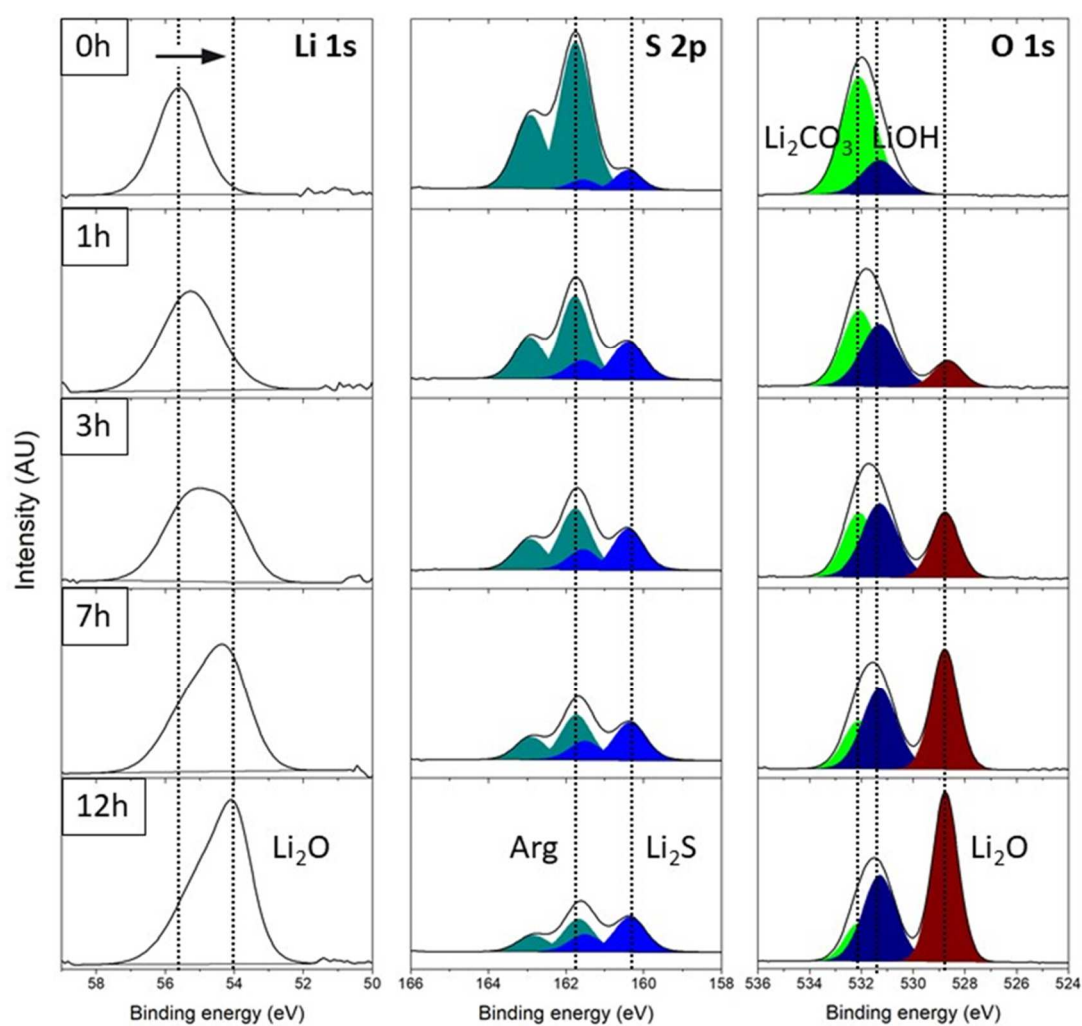 0h
Li 1s
S 2p
O 1s
Li₂CO₃ LiOH
1h
3h
7h
12h
Li₂O
Arg
Li₂S
Li₂O
Intensity (AU)
58 56 54 52 50
166 164 162 160 158
536 534 532 530 528 526 524
Binding energy (eV)
Binding energy (eV)
Binding energy (eV)